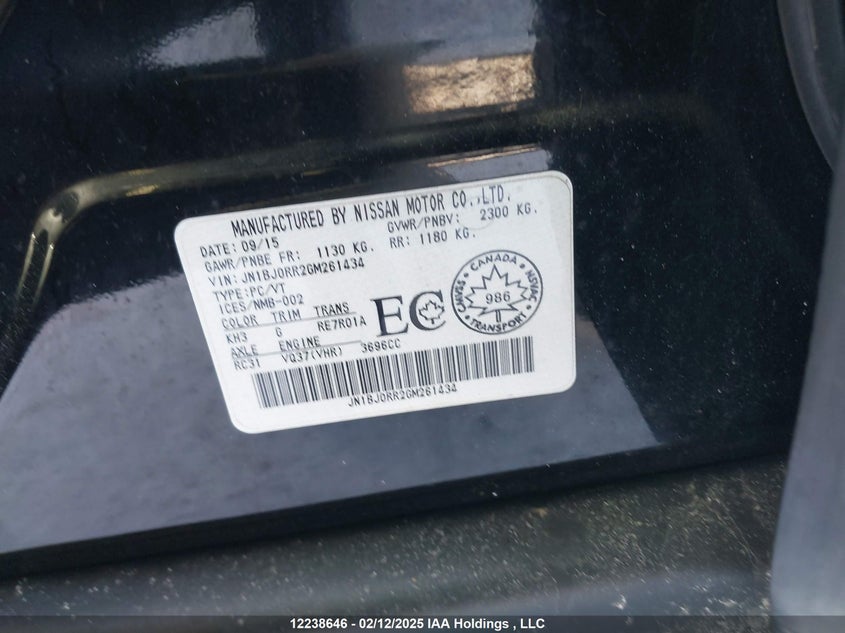 MANUFACTURED BY NISSAN MOTOR CO.,LTD.
DATE: 09/15 GVWR/PNBV: 2300 KG.
GAWR/PNBE FR: 1130 KG. RR: 1180 KG.
VIN: JN1BJ0RR2GM261434
TYPE:PC/VT
ICES/NMB-002
COLOR TRIM TRANS
KH3 G RE7R01A
AXLE ENGINE
RC31 VQ37(VHR) 3696CC
EC
CANADA
NSVAC
986
TRANSPORT
SVNAC
JN1BJ0RR2GM261434
12238646 - 02/12/2025 IAA Holdings , LLC